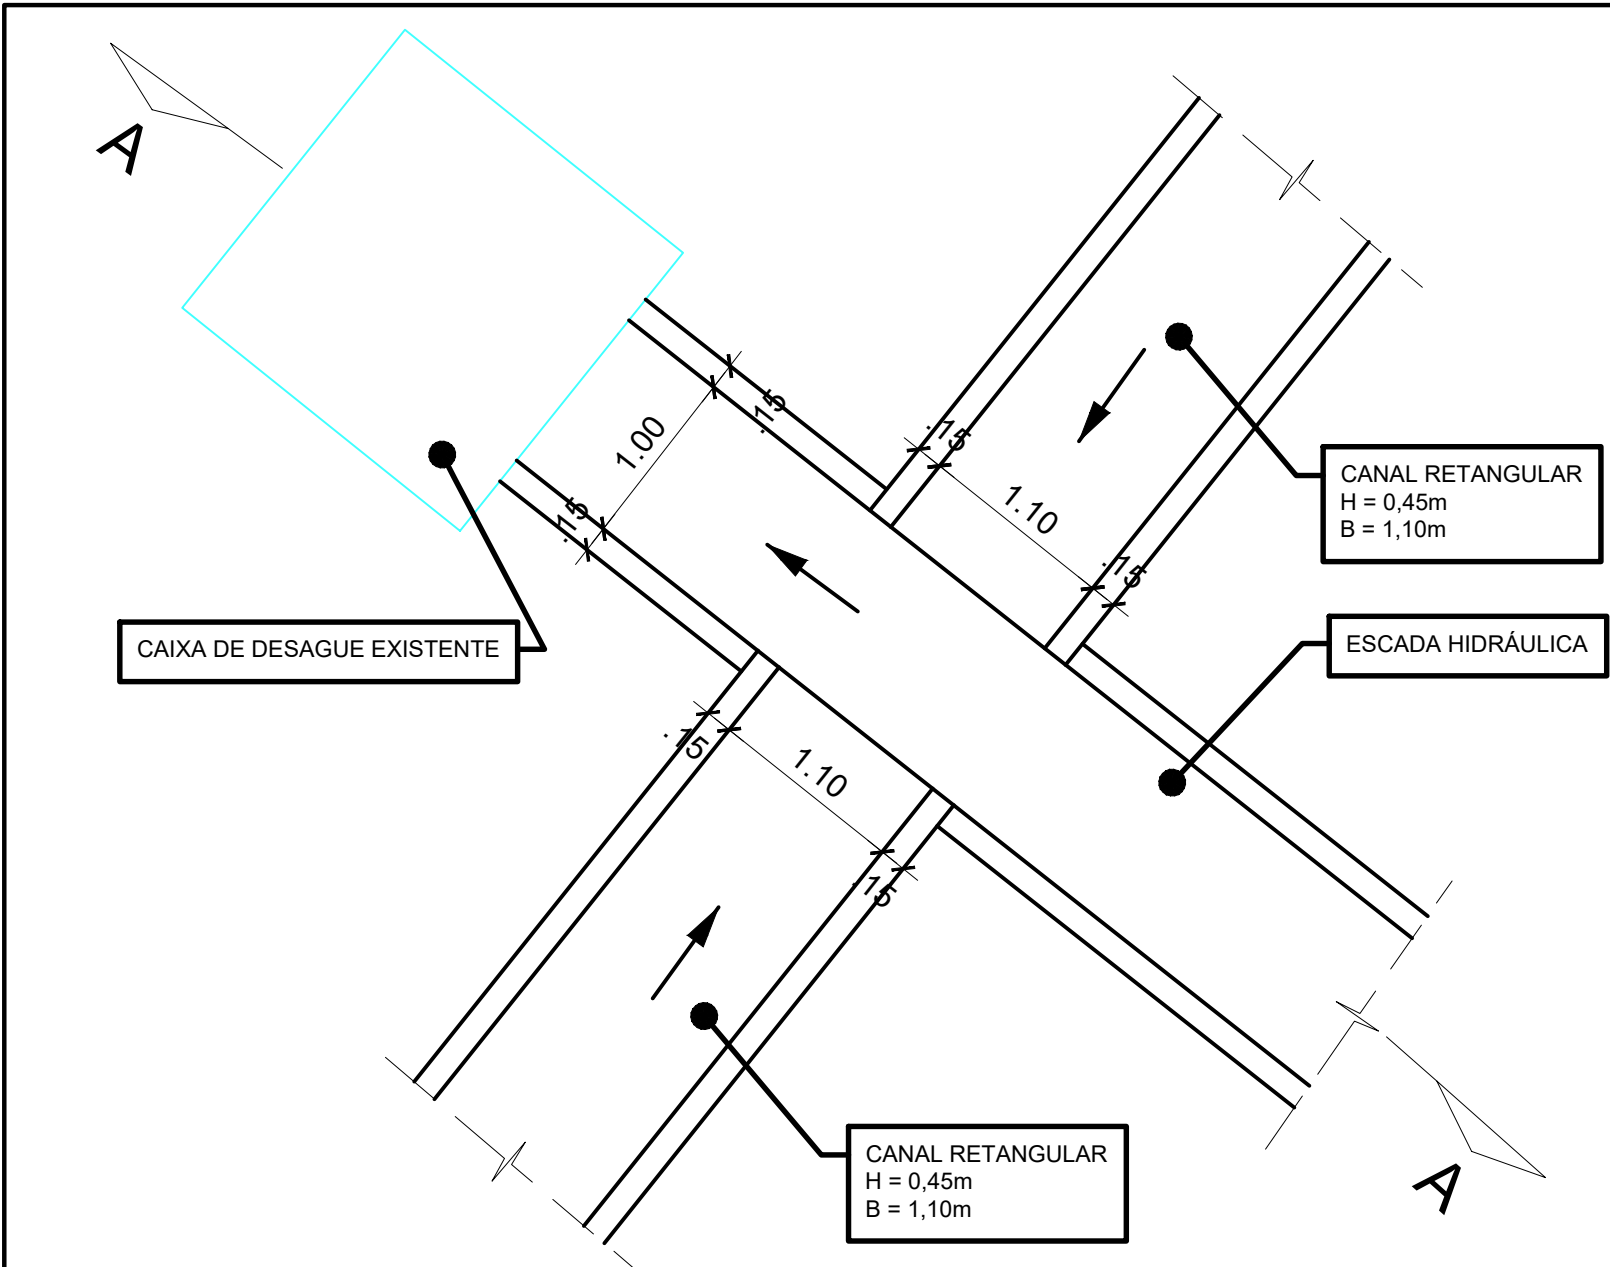 A
.15
1.00
.15
.15
1.10
.15
CANAL RETANGULAR
H = 0,45m
B = 1,10m
CAIXA DE DESAGUE EXISTENTE
ESCADA HIDRÁULICA
.15
1.10
.15
CANAL RETANGULAR
H = 0,45m
B = 1,10m
A